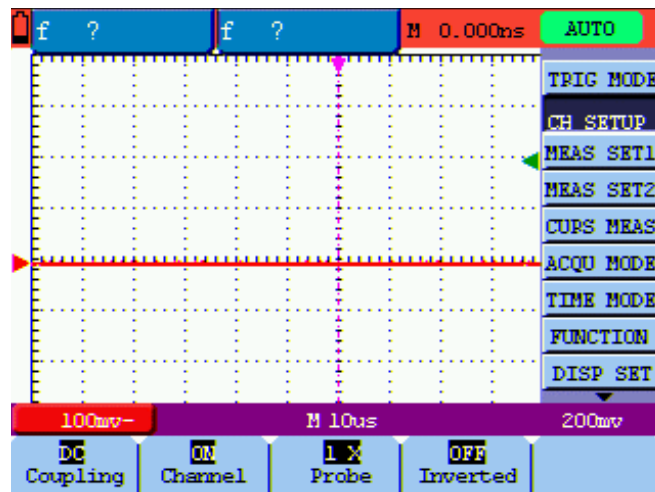 f ?
f ?
M 0.000ns
AUTO
TRIG MODE
CH SETUP
MEAS SET1
MEAS SET2
CURS MEAS
ACQU MODE
TIME MODE
FUNCTION
DISP SET
100mv-
M 10us
200mv
DC
Coupling
ON
Channel
1 X
Probe
OFF
Inverted